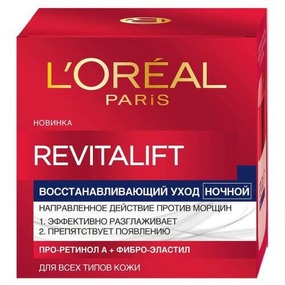 L'ORÉAL
PARIS
НОВИНКА
REVITALIFT
ВОССТАНАВЛИВАЮЩИЙ УХОД НОЧНОЙ
НАПРАВЛЕННОЕ ДЕЙСТВИЕ ПРОТИВ МОРЩИН
1. ЭФФЕКТИВНО РАЗГЛАЖИВАЕТ
2. ПРЕПЯТСТВУЕТ ПОЯВЛЕНИЮ
ПРО-РЕТИНОЛ А + ФИБРО-ЭЛАСТИЛ
ДЛЯ ВСЕХ ТИПОВ КОЖИ